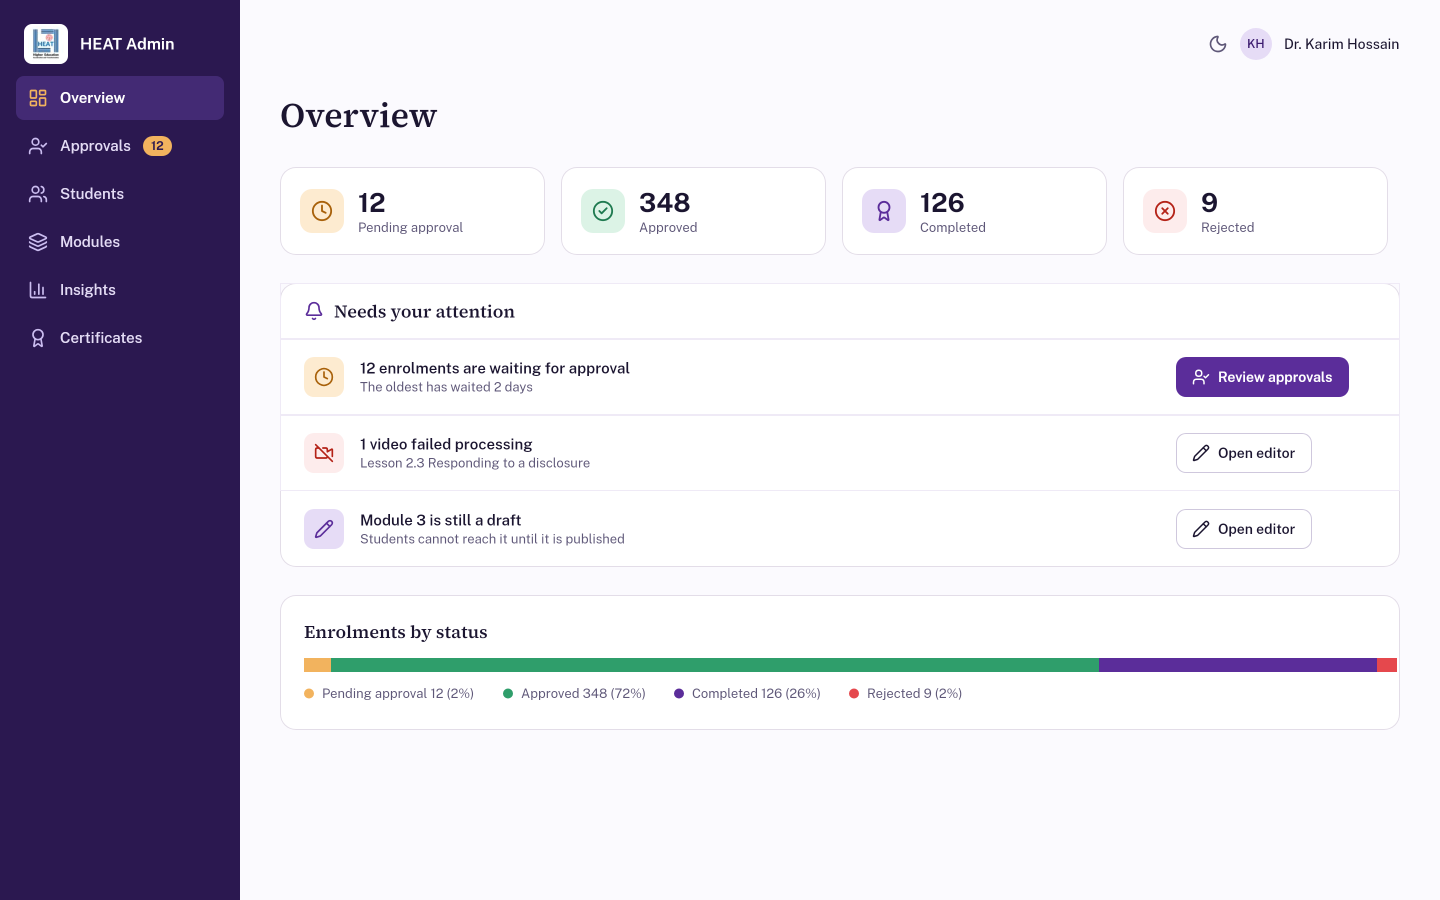 HEAT
HEAT Admin
Overview
Approvals 12
Students
Modules
Insights
Certificates
KH Dr. Karim Hossain
Overview
12
Pending approval
348
Approved
126
Completed
9
Rejected
Needs your attention
12 enrolments are waiting for approval
The oldest has waited 2 days
Review approvals
1 video failed processing
Lesson 2.3 Responding to a disclosure
Open editor
Module 3 is still a draft
Students cannot reach it until it is published
Open editor
Enrolments by status
Pending approval 12 (2%) Approved 348 (72%) Completed 126 (26%) Rejected 9 (2%)